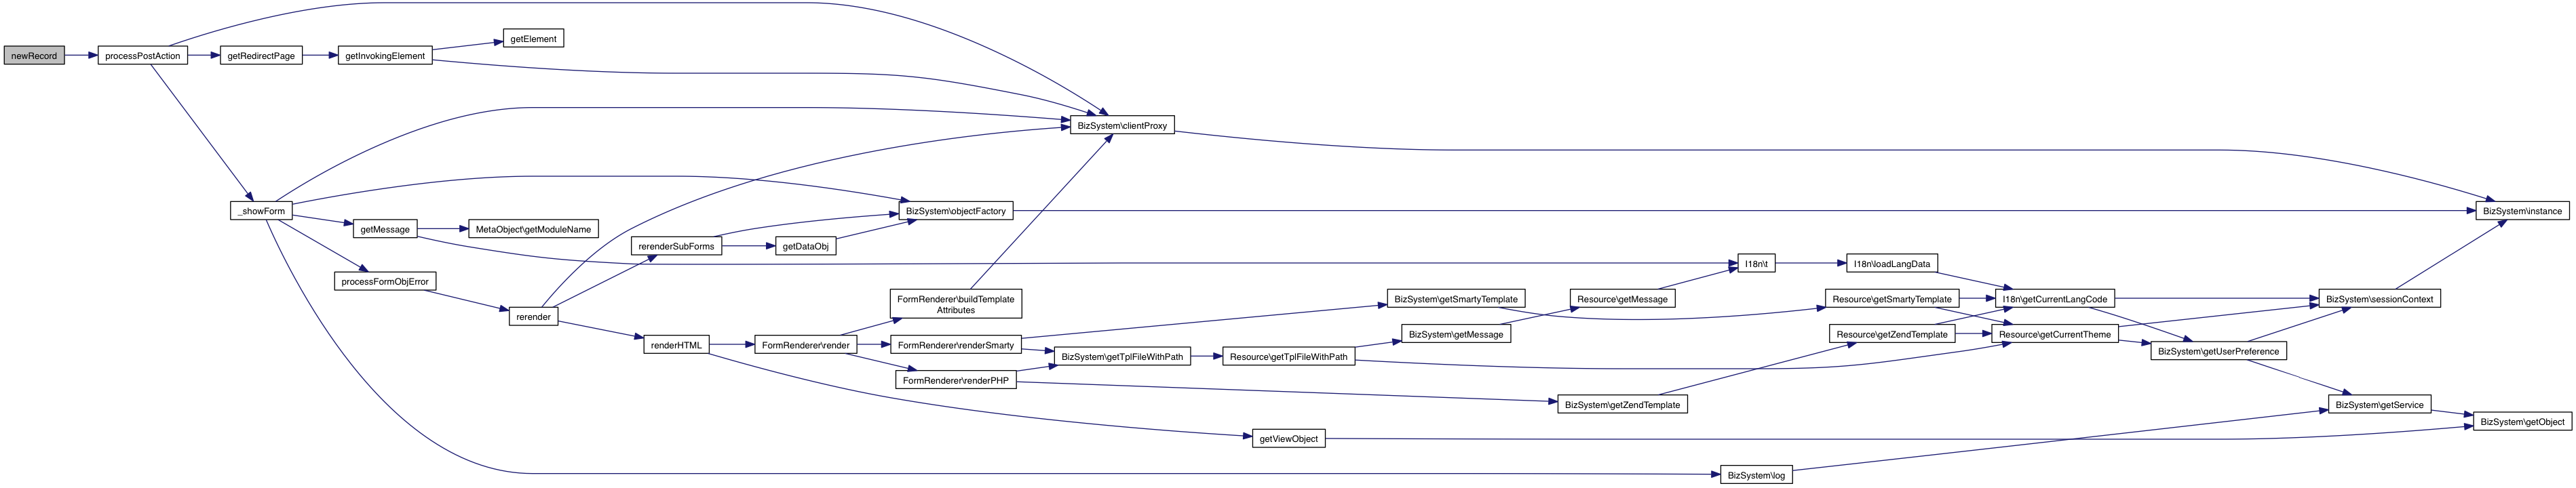 newRecord
processPostAction
getRedirectPage
getInvokingElement
getElement
BizSystem\clientProxy
_showForm
getMessage
MetaObject\getModuleName
processFormObjError
rerender
rerenderSubForms
getDataObj
BizSystem\objectFactory
renderHTML
FormRenderer\render
FormRenderer\buildTemplate
Attributes
FormRenderer\renderSmarty
FormRenderer\renderPHP
BizSystem\getTplFileWithPath
Resource\getTplFileWithPath
getViewObject
BizSystem\getSmartyTemplate
BizSystem\getMessage
Resource\getMessage
BizSystem\getZendTemplate
I18n\t
I18n\loadLangData
Resource\getSmartyTemplate
Resource\getZendTemplate
BizSystem\log
I18n\getCurrentLangCode
Resource\getCurrentTheme
BizSystem\getUserPreference
BizSystem\sessionContext
BizSystem\getService
BizSystem\instance
BizSystem\getObject